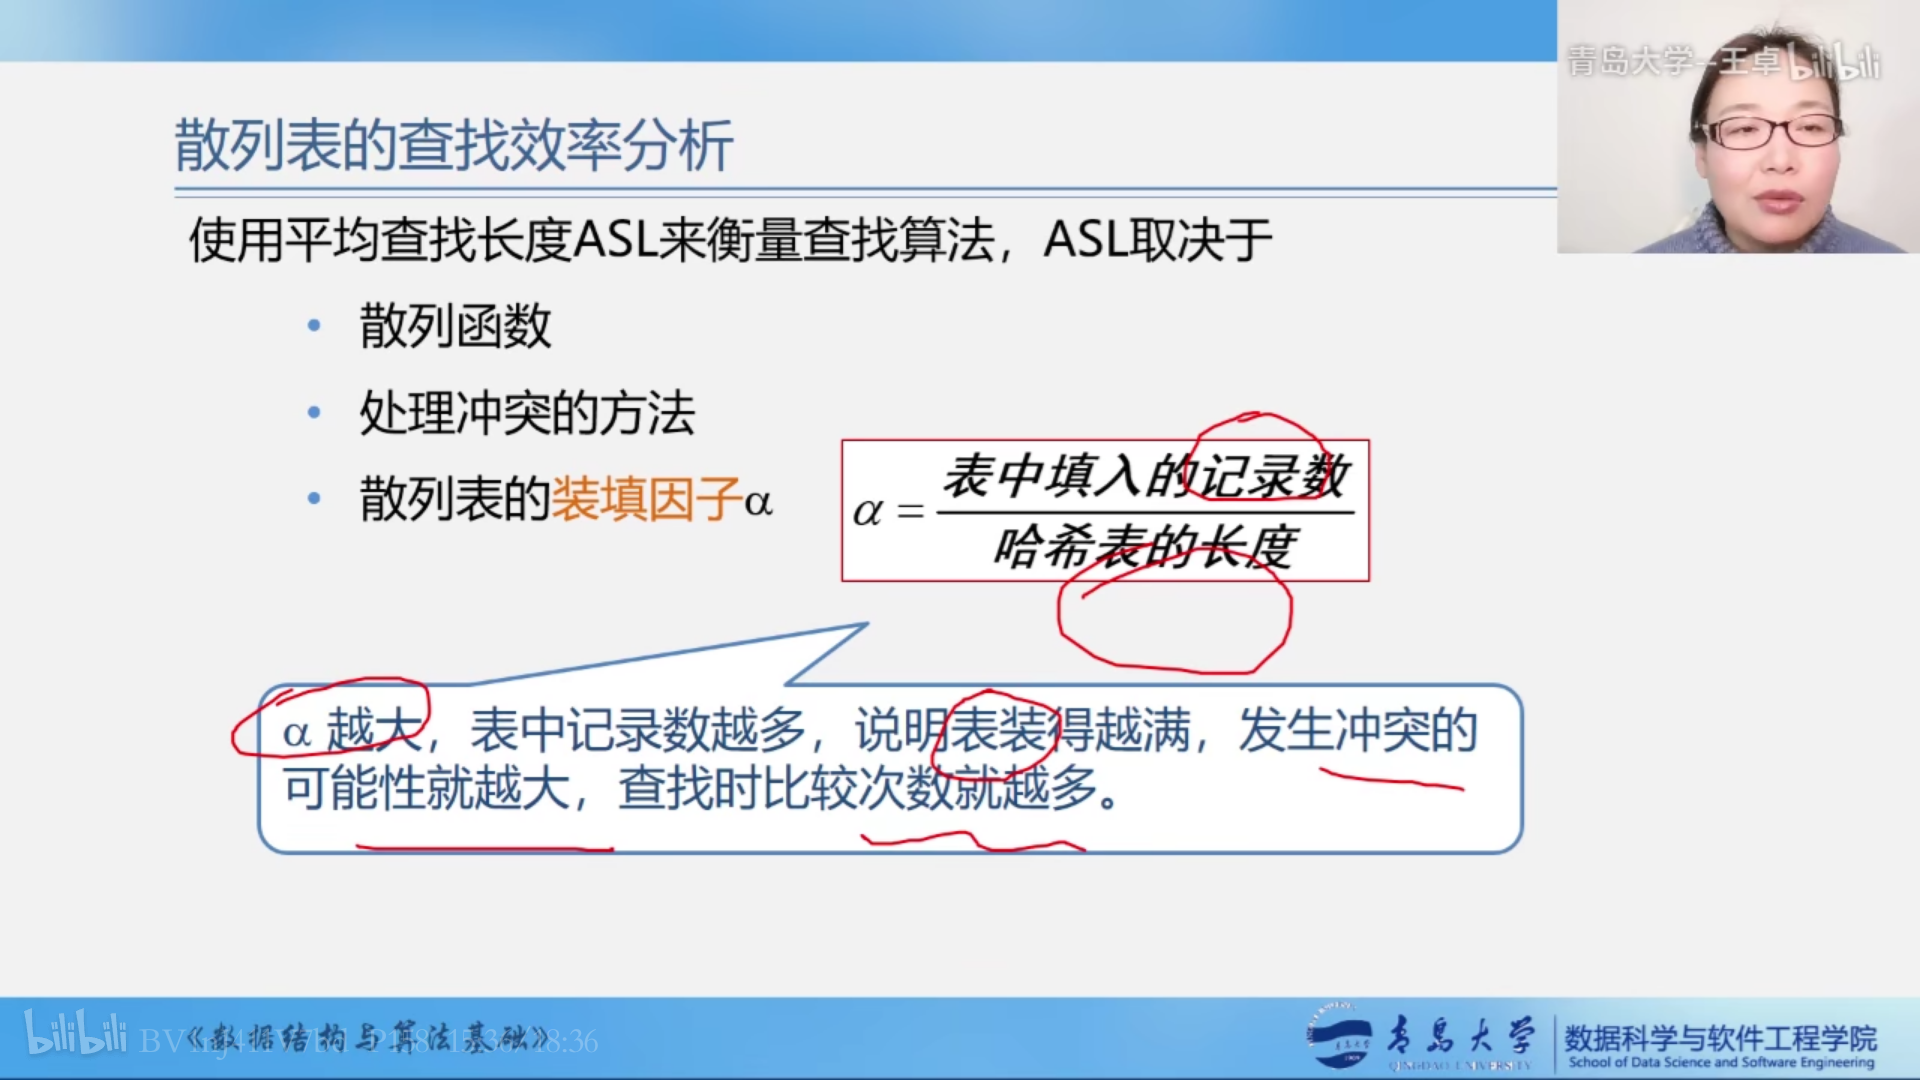 青岛大学-王卓 bilibili
散列表的查找效率分析
使用平均查找长度ASL来衡量查找算法，ASL取决于
• 散列函数
• 处理冲突的方法
• 散列表的装填因子α
α = 表中填入的记录数
哈希表的长度
α 越大，表中记录数越多，说明表装得越满，发生冲突的
可能性就越大，查找时比较次数就越多。
bilibili
《数据结构与算法基础》
青岛大学
QINGDAO UNIVERSITY
数据科学与软件工程学院
School of Data Science and Software Engineering